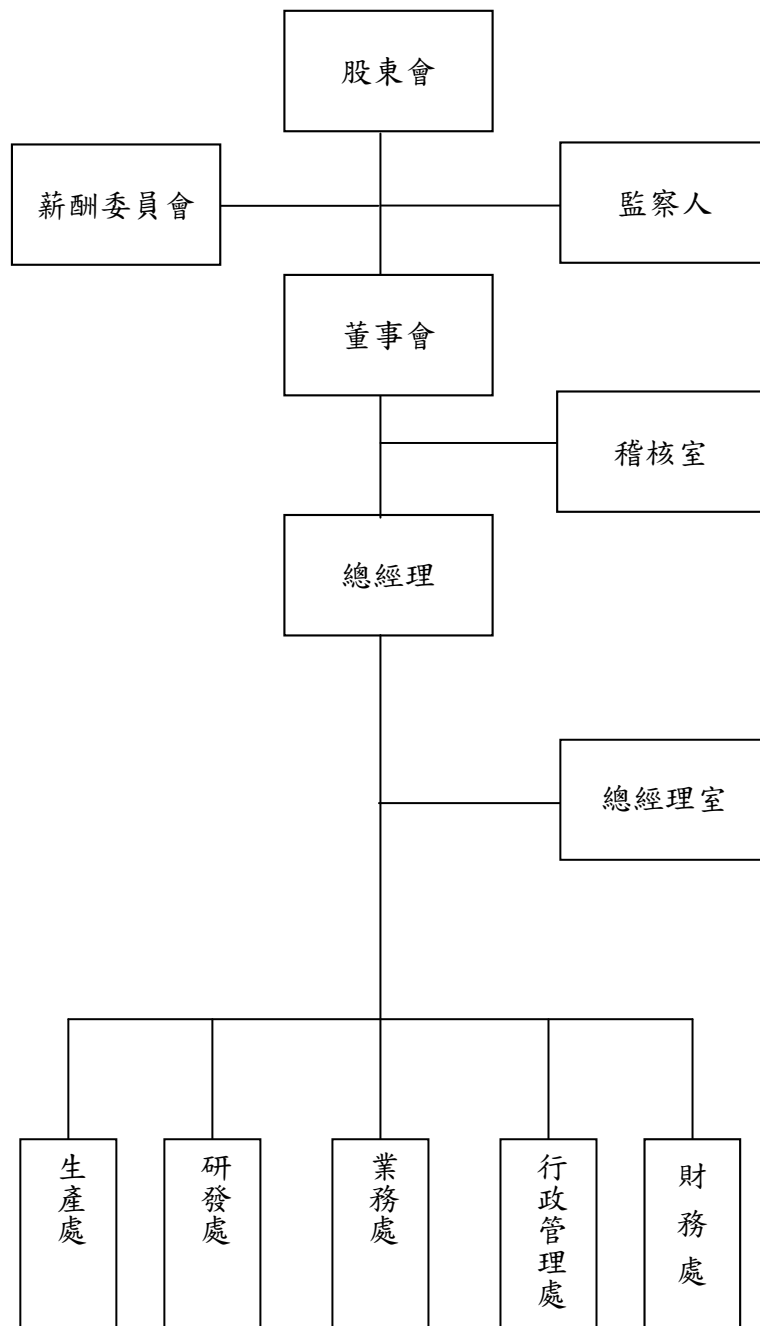 股東會
薪酬委員會
監察人
董事會
稽核室
總經理
總經理室
生產處
研發處
業務處
行政管理處
財務處